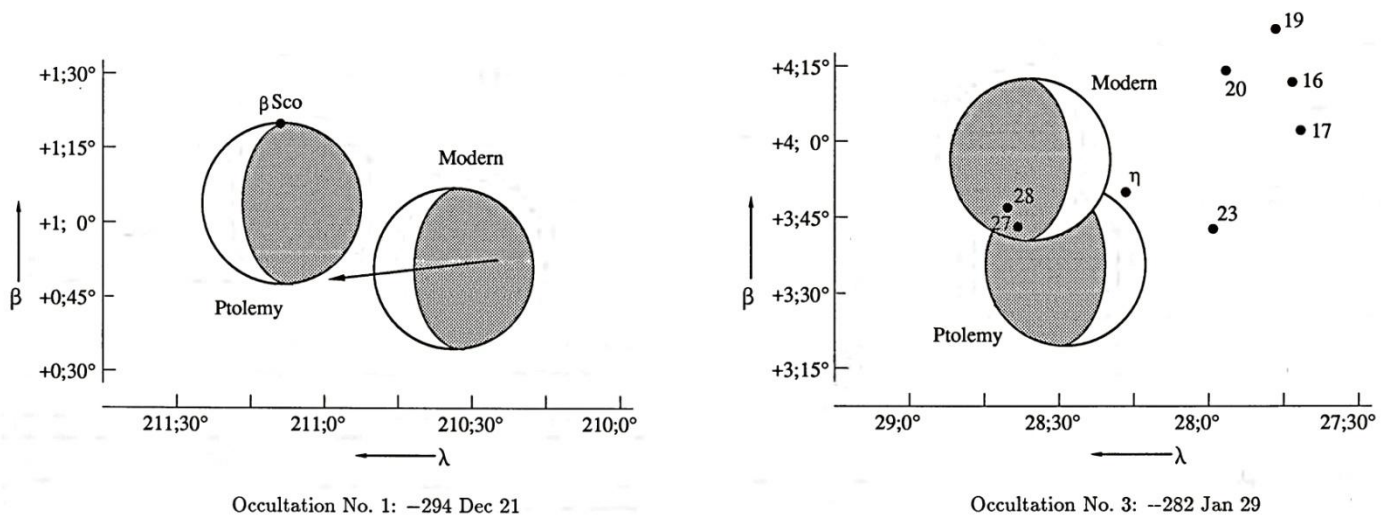 +1;30°
β Sco
+1;15°
Modern
+1; 0°
β
+0;45°
Ptolemy
+0;30°
211;30° 211;0° 210;30° 210;0°
λ
Occultation No. 1: −294 Dec 21
19
+4;15°
Modern
20
16
17
+4; 0°
η
28
+3;45°
27
23
β
+3;30°
Ptolemy
+3;15°
29;0° 28;30° 28;0° 27;30°
λ
Occultation No. 3: --282 Jan 29